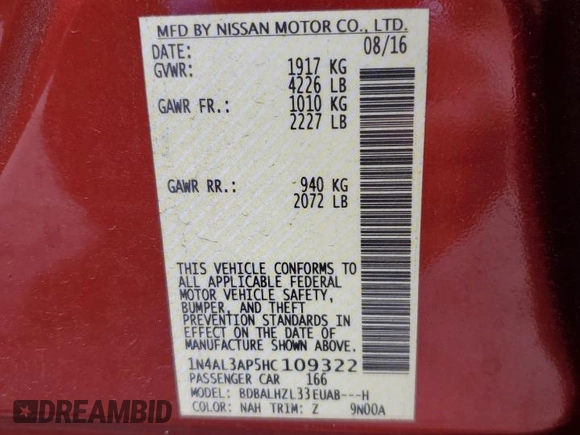 MFD BY NISSAN MOTOR CO., LTD.
DATE: 08/16
GVWR: 1917 KG
4226 LB
GAWR FR.: 1010 KG
2227 LB
GAWR RR.: 940 KG
2072 LB
THIS VEHICLE CONFORMS TO
ALL APPLICABLE FEDERAL
MOTOR VEHICLE SAFETY,
BUMPER, AND THEFT
PREVENTION STANDARDS IN
EFFECT ON THE DATE OF
MANUFACTURE SHOWN ABOVE.
1N4AL3AP5HC109322
PASSENGER CAR 166
MODEL: BDBALHZL33EUAB---H
COLOR: NAH TRIM: Z 9N00A
DREAMBID